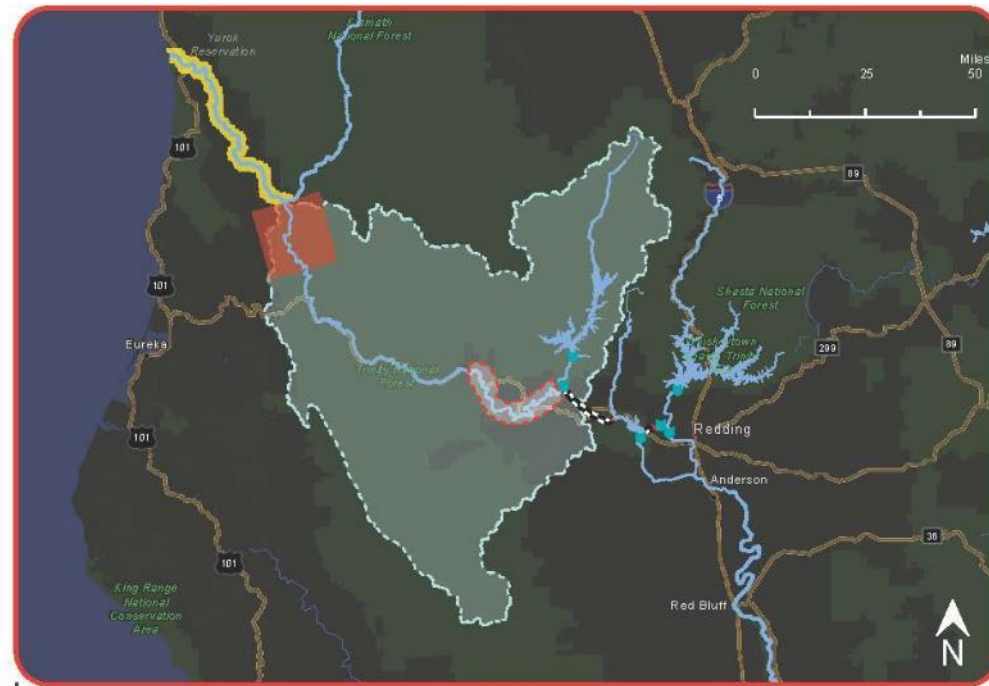 Klamath
National Forest
Yurok
Reservation
Miles
0 25 50
101
89
5
101
Shasta National
Forest
Eureka
299
89
Trinity National
Forest
Redding
101
Anderson
36
101
King Range
National
Conservation
Area
Red Bluff
N